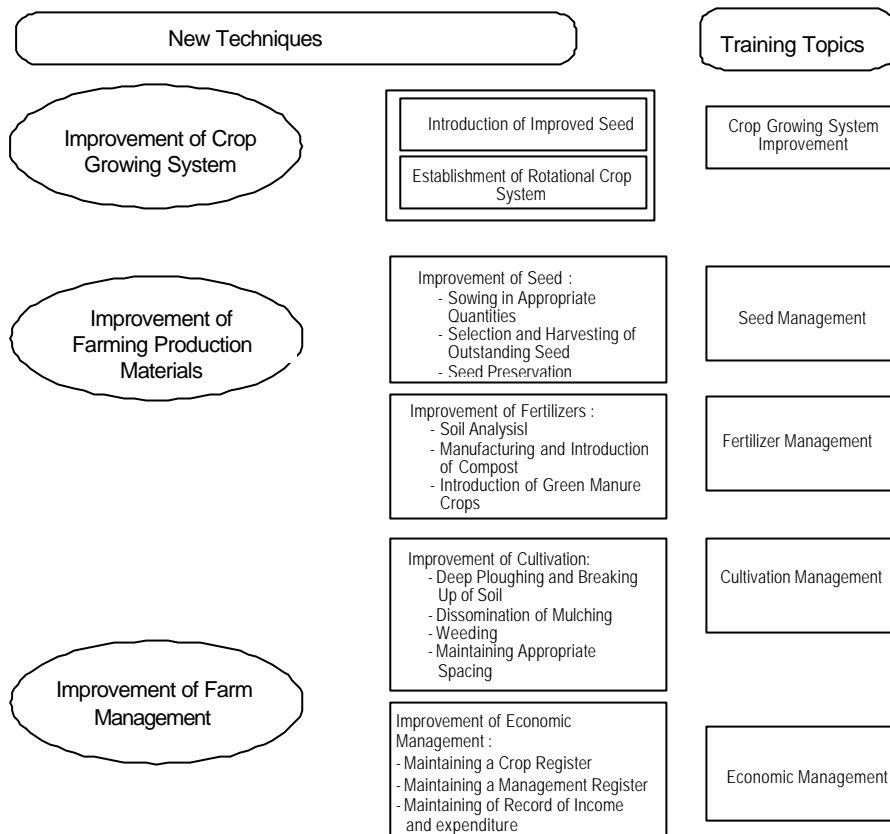 New Techniques
Training Topics
Improvement of Crop
Growing System
Introduction of Improved Seed
Establishment of Rotational Crop
System
Crop Growing System
Improvement
Improvement of
Farming Production
Materials
Improvement of Seed :
- Sowing in Appropriate
Quantities
- Selection and Harvesting of
Outstanding Seed
- Seed Preservation
Seed Management
Improvement of Fertilizers :
- Soil Analysisl
- Manufacturing and Introduction
of Compost
- Introduction of Green Manure
Crops
Fertilizer Management
Improvement of Cultivation:
- Deep Ploughing and Breaking
Up of Soil
- Dissomination of Mulching
- Weeding
- Maintaining Appropriate
Spacing
Cultivation Management
Improvement of Farm
Management
Improvement of Economic
Management :
- Maintaining a Crop Register
- Maintaining a Management Register
- Maintaining of Record of Income
and expenditure
Economic Management